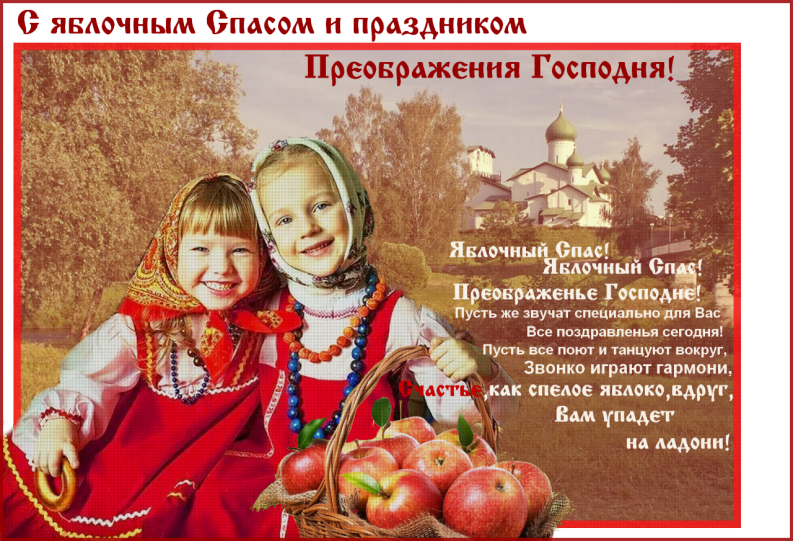 С яблочным Спасом и праздником
Преображения Господня!
Яблочный Спас!
Яблочный Спас!
Преображенье Господне!
Пусть же звучат специально для Вас
Все поздравленья сегодня!
Пусть все поют и танцуют вокруг,
Звонко играют гармони,
Счастье,как спелое яблоко,вдруг,
Вам упадет
на ладони!